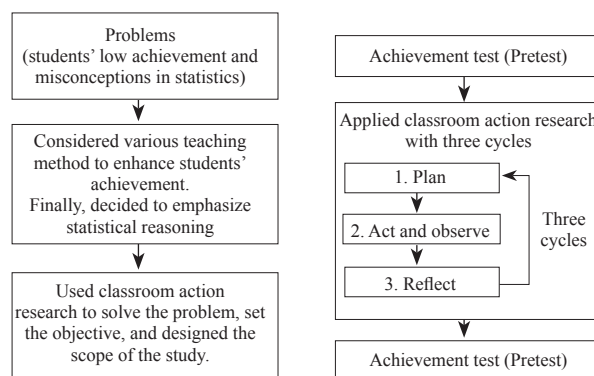 Problems
(students' low achievement and
misconceptions in statistics)
Considered various teaching
method to enhance students'
achievement.
Finally, decided to emphasize
statistical reasoning
Used classroom action
research to solve the problem, set
the objective, and designed the
scope of the study.
Achievement test (Pretest)
Applied classroom action research
with three cycles
1. Plan
2. Act and observe
3. Reflect
Three
cycles
Achievement test (Pretest)